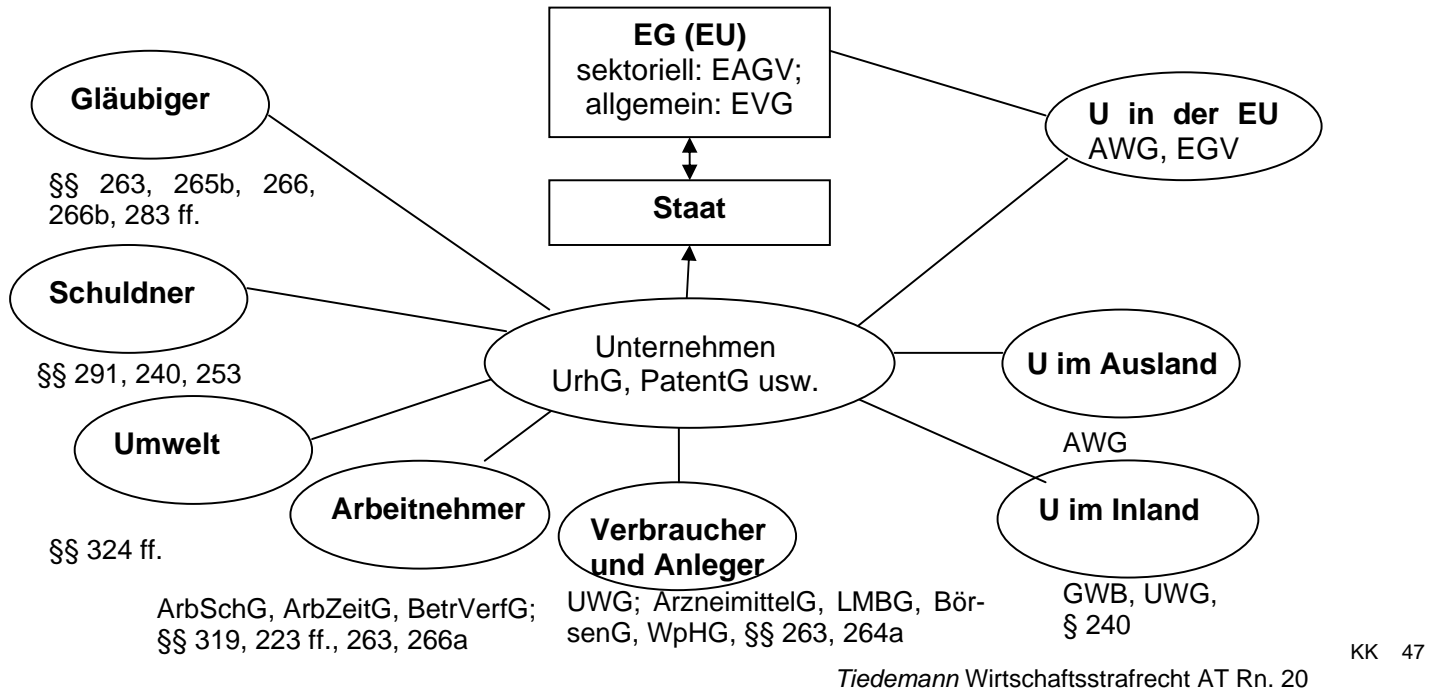 EG (EU)
sektoriell: EAGV;
allgemein: EVG
Gläubiger
§§ 263, 265b, 266,
266b, 283 ff.
U in der EU
AWG, EGV
Staat
Schuldner
§§ 291, 240, 253
Unternehmen
UrhG, PatentG usw.
U im Ausland
AWG
Umwelt
§§ 324 ff.
Arbeitnehmer
ArbSchG, ArbZeitG, BetrVerfG;
§§ 319, 223 ff., 263, 266a
Verbraucher
und Anleger
UWG; ArzneimittelG, LMBG, Bör-
senG, WpHG, §§ 263, 264a
U im Inland
GWB, UWG,
§ 240
KK 47
Tiedemann Wirtschaftsstrafrecht AT Rn. 20